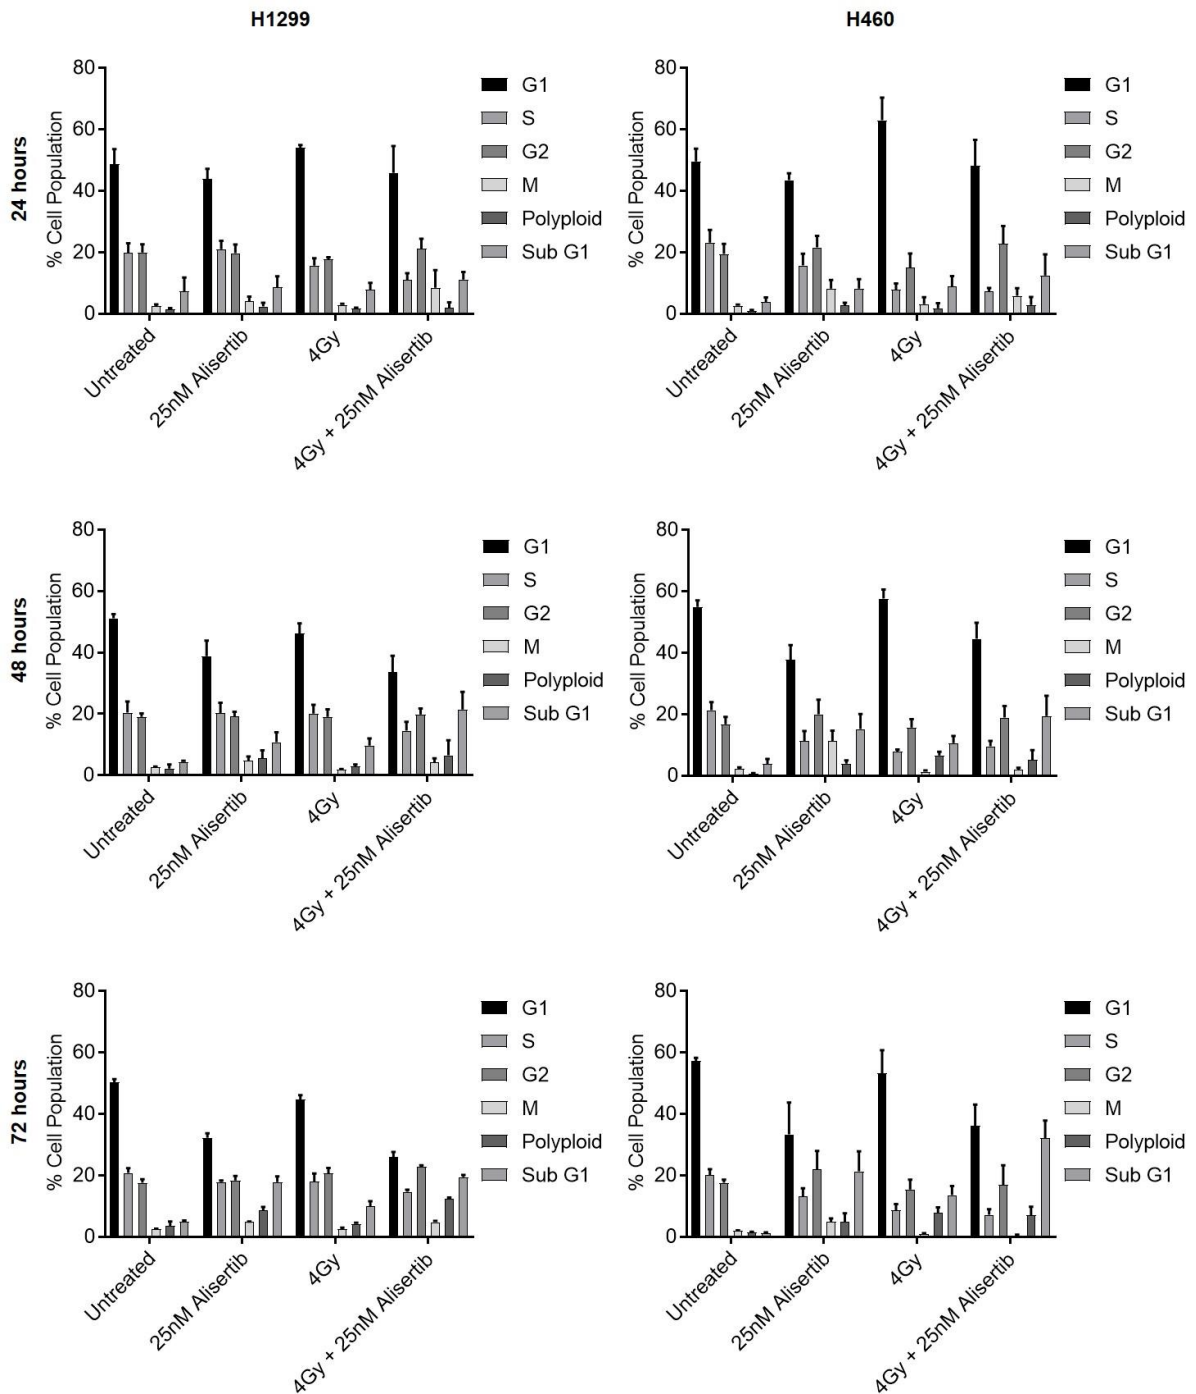 H1299
H460
24 hours
% Cell Population
80
60
40
20
0
G1
S
G2
M
Polyploid
Sub G1
Untreated
25nM Alisertib
4Gy
4Gy + 25nM Alisertib
% Cell Population
80
60
40
20
0
G1
S
G2
M
Polyploid
Sub G1
Untreated
25nM Alisertib
4Gy
4Gy + 25nM Alisertib
48 hours
% Cell Population
80
60
40
20
0
G1
S
G2
M
Polyploid
Sub G1
Untreated
25nM Alisertib
4Gy
4Gy + 25nM Alisertib
% Cell Population
80
60
40
20
0
G1
S
G2
M
Polyploid
Sub G1
Untreated
25nM Alisertib
4Gy
4Gy + 25nM Alisertib
72 hours
% Cell Population
80
60
40
20
0
G1
S
G2
M
Polyploid
Sub G1
Untreated
25nM Alisertib
4Gy
4Gy + 25nM Alisertib
% Cell Population
80
60
40
20
0
G1
S
G2
M
Polyploid
Sub G1
Untreated
25nM Alisertib
4Gy
4Gy + 25nM Alisertib